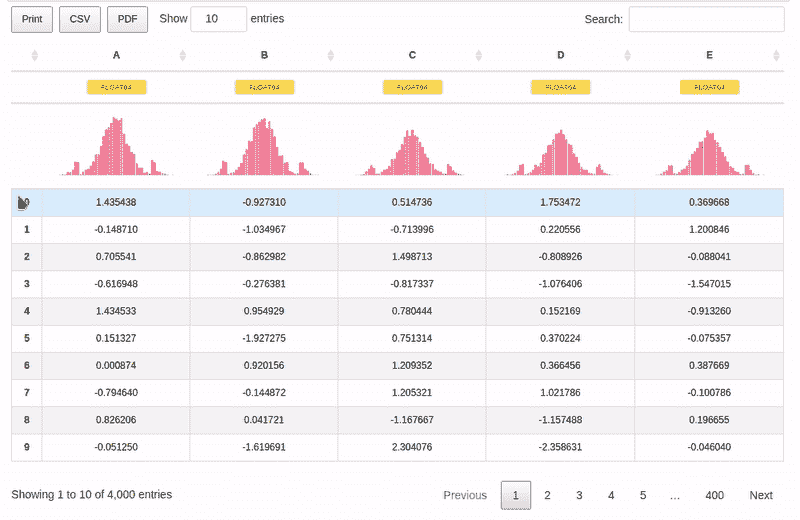 Print CSV PDF Show 10 entries Search:
A B C D E
FLOAT64 FLOAT64 FLOAT64 FLOAT64 FLOAT64
1.435438 -0.927310 0.514736 1.753472 0.369668
1 -0.148710 -1.034967 -0.713996 0.220556 1.200846
2 0.705541 -0.862982 1.498713 -0.808926 -0.088041
3 -0.616948 -0.276381 -0.817337 -1.076406 -1.547015
4 1.434533 0.954929 0.780444 0.152169 -0.913260
5 0.151327 -1.927275 0.751314 0.370224 -0.075357
6 0.000874 0.920156 1.209352 0.366456 0.387669
7 -0.794640 -0.144872 1.205321 1.021786 -0.100786
8 0.826206 0.041721 -1.167667 -1.157488 0.196655
9 -0.051250 -1.619691 2.304076 -2.358631 -0.046040
Showing 1 to 10 of 4,000 entries Previous 1 2 3 4 5 ... 400 Next